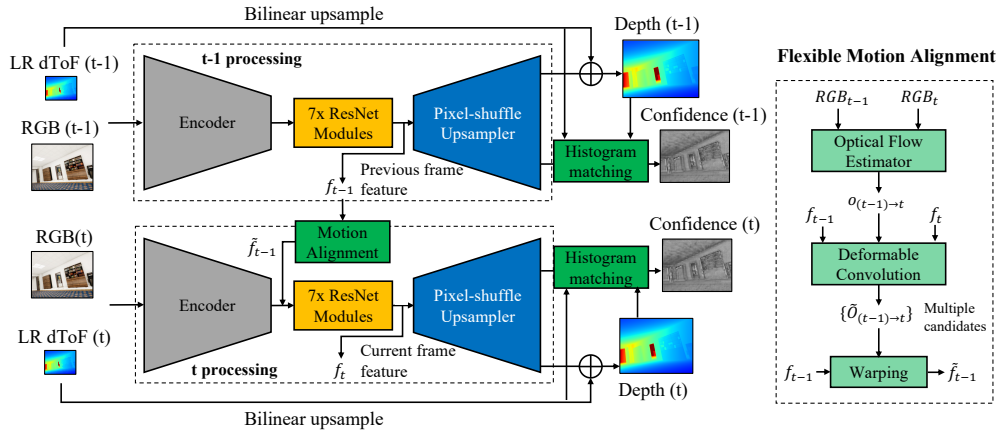 Bilinear upsample
Depth (t-1)
LR dToF (t-1)
t-1 processing
Flexible Motion Alignment
RGB (t-1)
Encoder
7x ResNet
Modules
Pixel-shuffle
Upsampler
Confidence (t-1)
Histogram
matching
Previous frame
feature
f_{t-1}
RGB(t)
Motion
Alignment
f̃_{t-1}
Confidence (t)
Histogram
matching
Encoder
7x ResNet
Modules
Pixel-shuffle
Upsampler
LR dToF (t)
Current frame
feature
f_t
t processing
Depth (t)
Bilinear upsample
RGB_{t-1}
RGB_t
Optical Flow
Estimator
o_{(t-1)→t}
f_{t-1}
f_t
Deformable
Convolution
{Õ_{(t-1)→t}}
Multiple
candidates
f_{t-1}
Warping
f̃_{t-1}